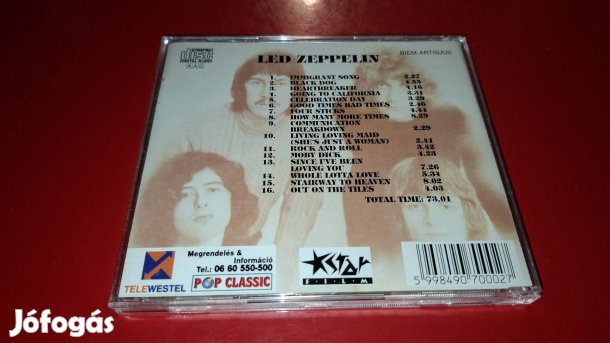 COMPACT
disc
DIGITAL AUDIO
AAD
BIEM-ARTISJUS
LED ZEPPELIN
1. IMMIGRANT SONG 2.27
2. BLACK DOG 4.55
3. HEARTBREAKER 4.16
4. GOING TO CALIFORNIA 3.31
5. CELEBRATION DAY 3.29
6. GOOD TIMES BAD TIMES 2.46
7. FOUR STICKS 4.44
8. HOW MANY MORE TIMES 8.29
9. COMMUNICATION
BREAKDOWN 2.29
10. LIVING LOVING MAID
(SHE'S JUST A WOMAN) 2.41
11. ROCK AND ROLL 3.42
12. MOBY DICK 4.23
13. SINCE I'VE BEEN
LOVING YOU 7.26
14. WHOLE LOTTA LOVE 5.34
15. STAIRWAY TO HEAVEN 8.02
16. OUT ON THE TILES 4.03
TOTAL TIME: 73.01
Megrendelés &
Információ
Tel.: 06 60 550-500
TELEWESTEL
POP CLASSIC
STAR
FILM
5 998490 700027
Jófogás